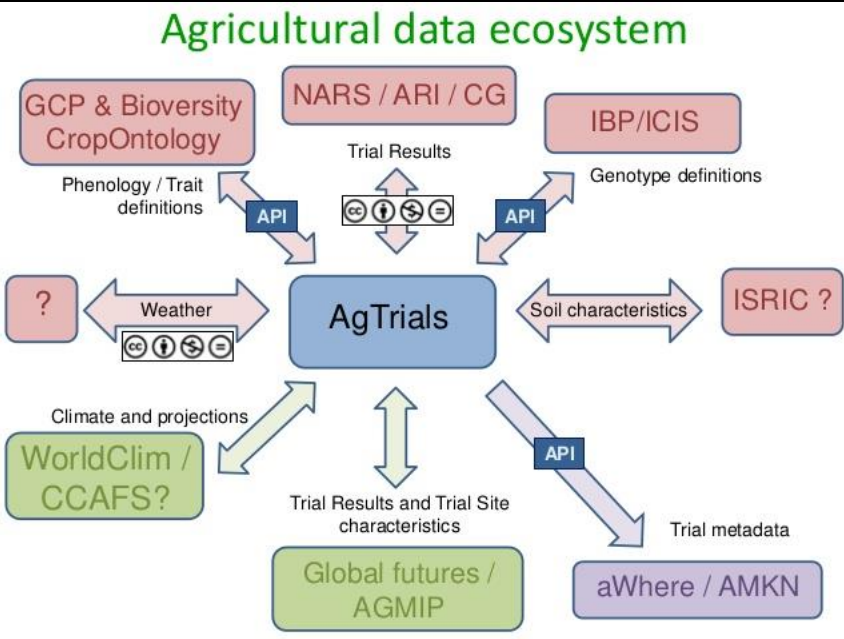 Agricultural data ecosystem
GCP & Bioversity
CropOntology
NARS / ARI / CG
IBP/ICIS
Trial Results
Phenology / Trait
definitions
Genotype definitions
API
cc
API
?
Weather
cc
AgTrials
Soil characteristics
ISRIC ?
Climate and projections
WorldClim /
CCAFS?
API
Trial Results and Trial Site
characteristics
Global futures /
AGMIP
Trial metadata
aWhere / AMKN